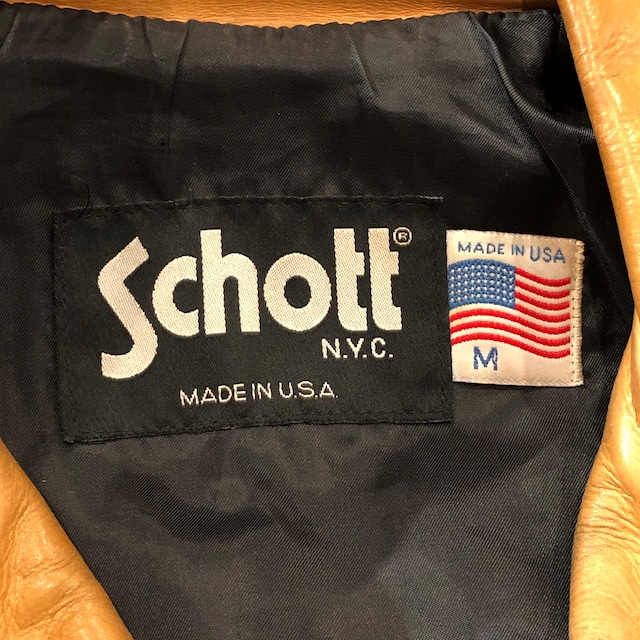 Schott®
N.Y.C.
MADE IN U.S.A.
MADE IN USA
M